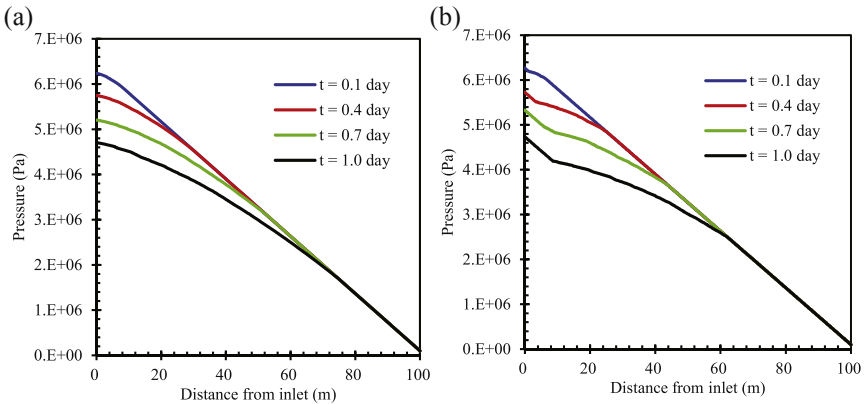 (a)
7.E+06
6.E+06
5.E+06
4.E+06
3.E+06
2.E+06
1.E+06
0.E+00
Pressure (Pa)
t = 0.1 day
t = 0.4 day
t = 0.7 day
t = 1.0 day
0 20 40 60 80 100
Distance from inlet (m)
(b)
7.E+06
6.E+06
5.E+06
4.E+06
3.E+06
2.E+06
1.E+06
0.E+00
Pressure (Pa)
t = 0.1 day
t = 0.4 day
t = 0.7 day
t = 1.0 day
0 20 40 60 80 100
Distance from inlet (m)